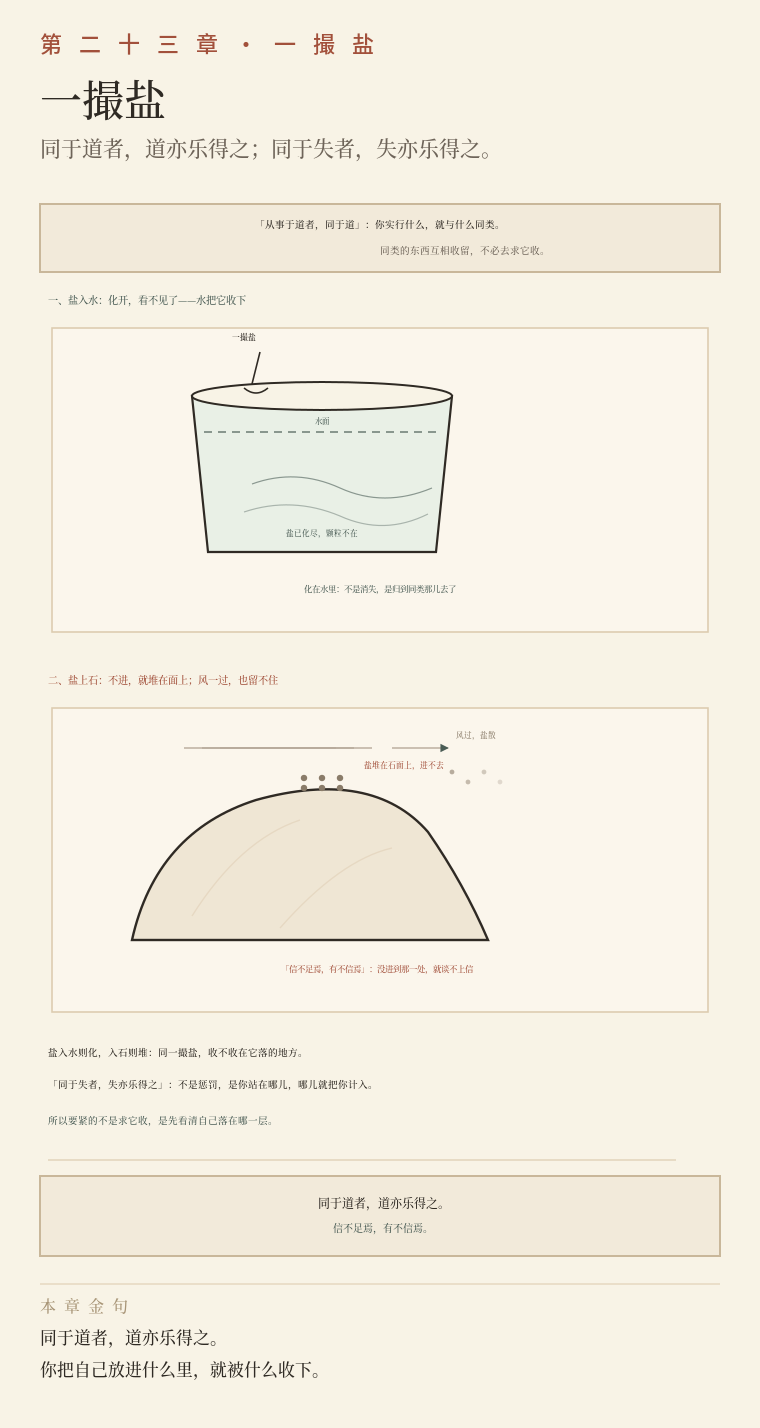 第二十三章·一撮盐
一撮盐
同于道者，道亦乐得之；同于失者，失亦乐得之。
「从事于道者，同于道」：你实行什么，就与什么同类。
同类的东西互相收留，不必去求它收。
一、盐入水：化开，看不见了——水把它收下
一撮盐
水面
盐已化尽，颗粒不在
化在水里：不是消失，是归到同类那儿去了
二、盐上石：不进，就堆在面上；风一过，也留不住
风过，盐散
盐堆在石面上，进不去
「信不足焉，有不信焉」：没进到那一处，就谈不上信
盐入水则化，入石则堆：同一撮盐，收不收在它落的地方。
「同于失者，失亦乐得之」：不是惩罚，是你站在哪儿，哪儿就把你计入。
所以要紧的不是求它收，是先看清自己落在哪一层。
同于道者，道亦乐得之。
信不足焉，有不信焉。
本章金句
同于道者，道亦乐得之。
你把自己放进什么里，就被什么收下。